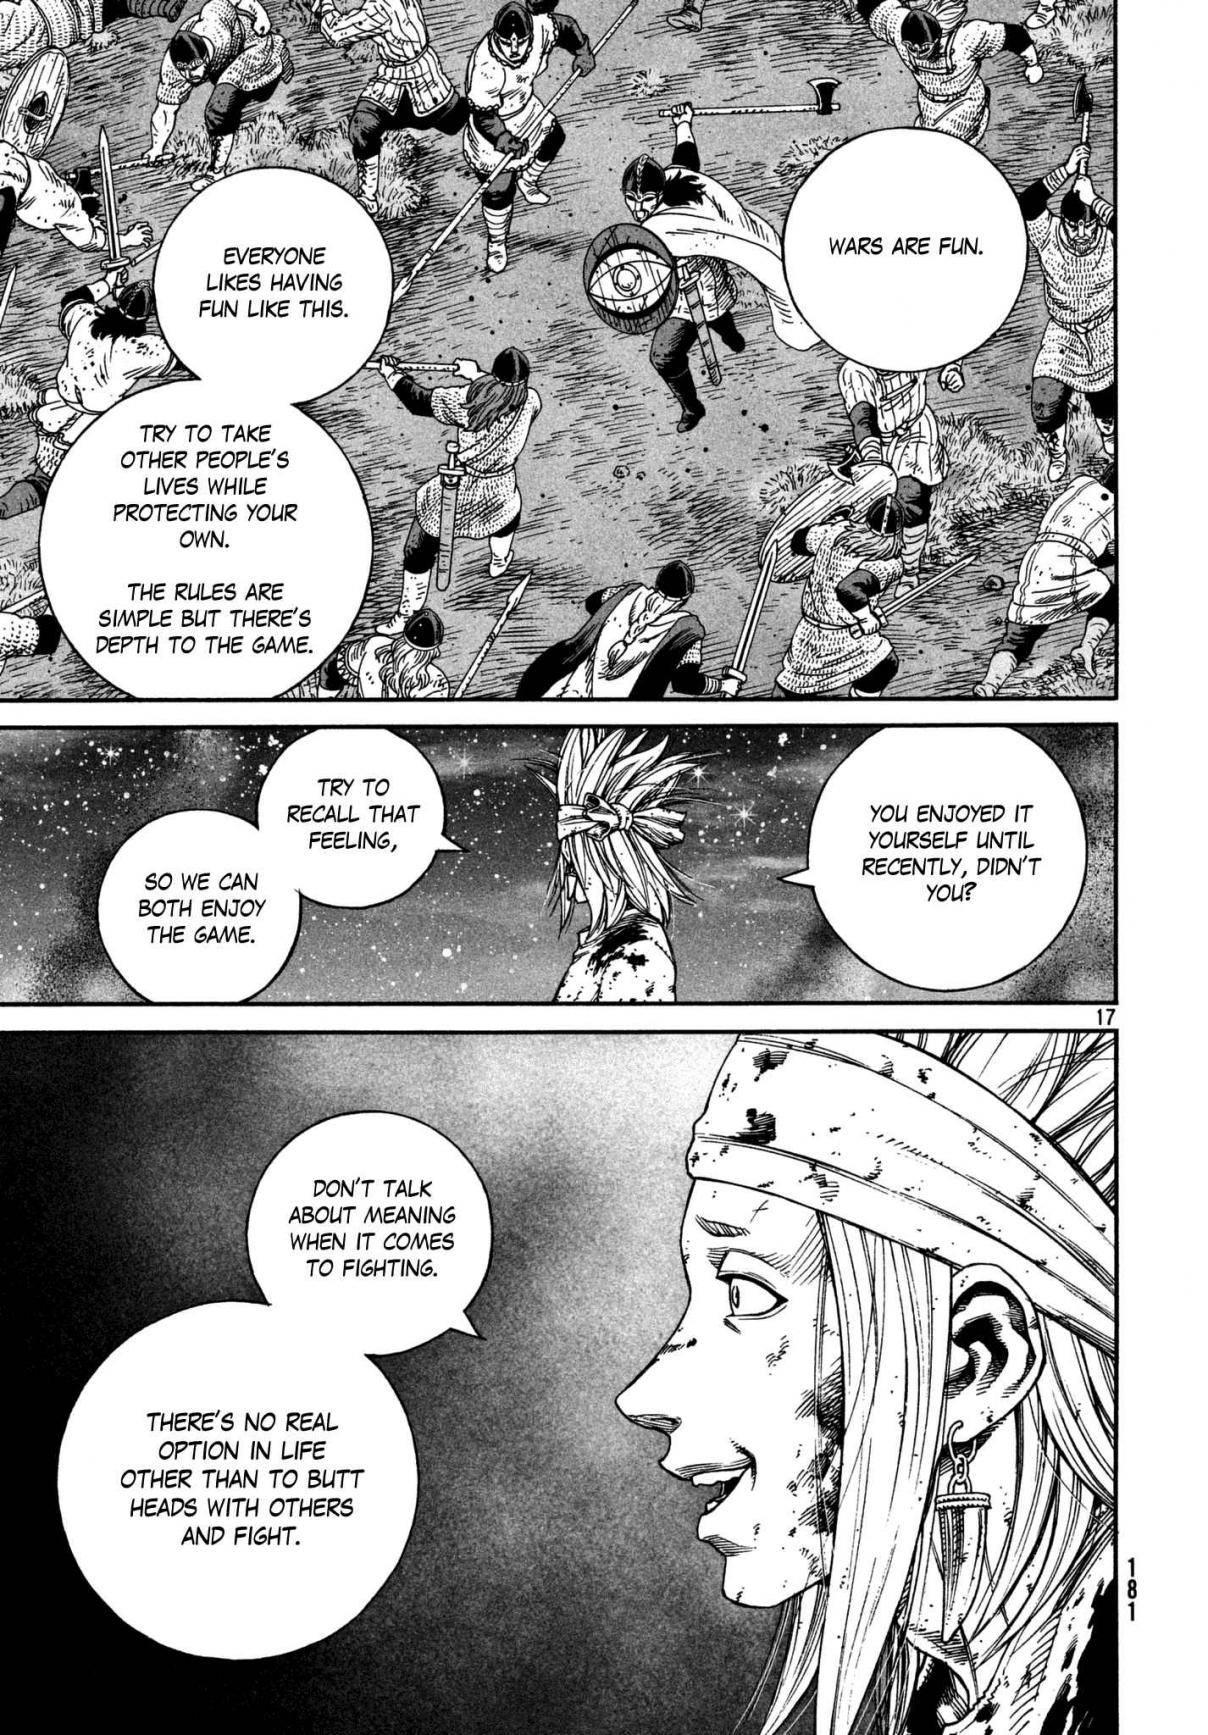 WARS ARE FUN.
EVERYONE
LIKES HAVING
FUN LIKE THIS.
TRY TO TAKE
OTHER PEOPLE'S
LIVES WHILE
PROTECTING YOUR
OWN.
THE RULES ARE
SIMPLE BUT THERE'S
DEPTH TO THE GAME.
YOU ENJOYED IT
YOURSELF UNTIL
RECENTLY, DIDN'T
YOU?
TRY TO
RECALL THAT
FEELING,
SO WE CAN
BOTH ENJOY
THE GAME.
17
DON'T TALK
ABOUT MEANING
WHEN IT COMES
TO FIGHTING.
THERE'S NO REAL
OPTION IN LIFE
OTHER THAN TO BUTT
HEADS WITH OTHERS
AND FIGHT.
181